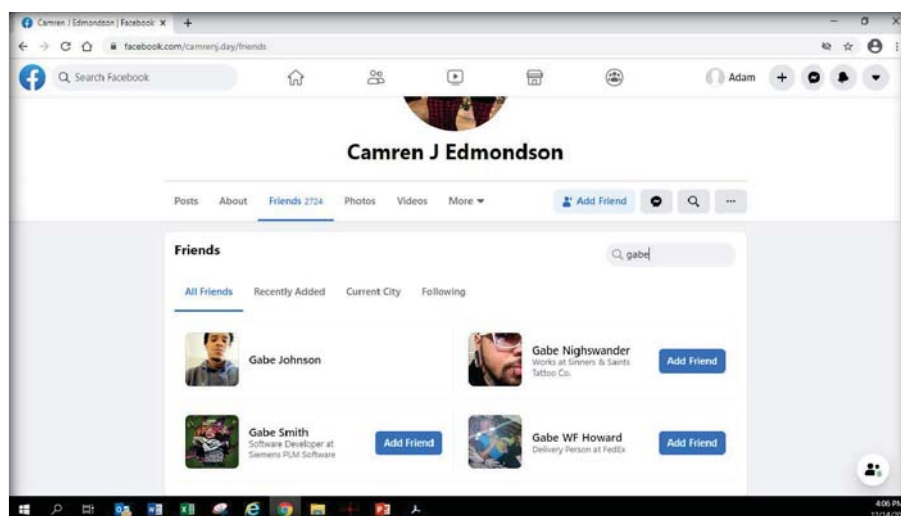 Camren J Edmondson | Facebook
facebook.com/camrenj.day/friends
Search Facebook
Adam
Camren J Edmondson
Posts About Friends 2724 Photos Videos More Add Friend
Friends
gabe
All Friends Recently Added Current City Following
Gabe Johnson
Gabe Nighswander
Works at Sinners & Saints
Tattoo Co.
Add Friend
Gabe Smith
Software Developer at
Siemens PLM Software
Add Friend
Gabe WF Howard
Delivery Person at FedEx
Add Friend
4:06 PM